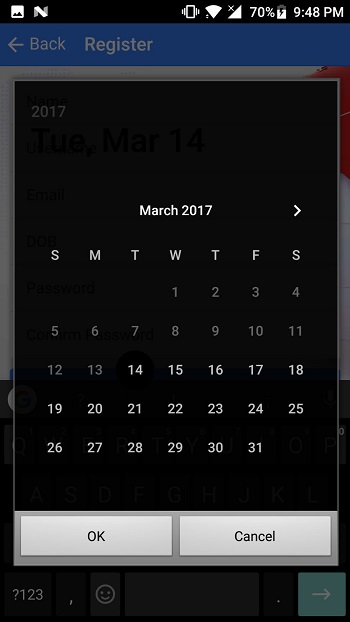 70% 9:48 PM
Back Register
Name
2017
Tue, Mar 14
Username
Email
March 2017
DOB
S M T W T F S
Password
1 2 3 4
Confirm Password
5 6 7 8 9 10 11
12 13 14 15 16 17 18
19 20 21 22 23 24 25
26 27 28 29 30 31
A S D F G H J K L
OK Cancel
?123 , .